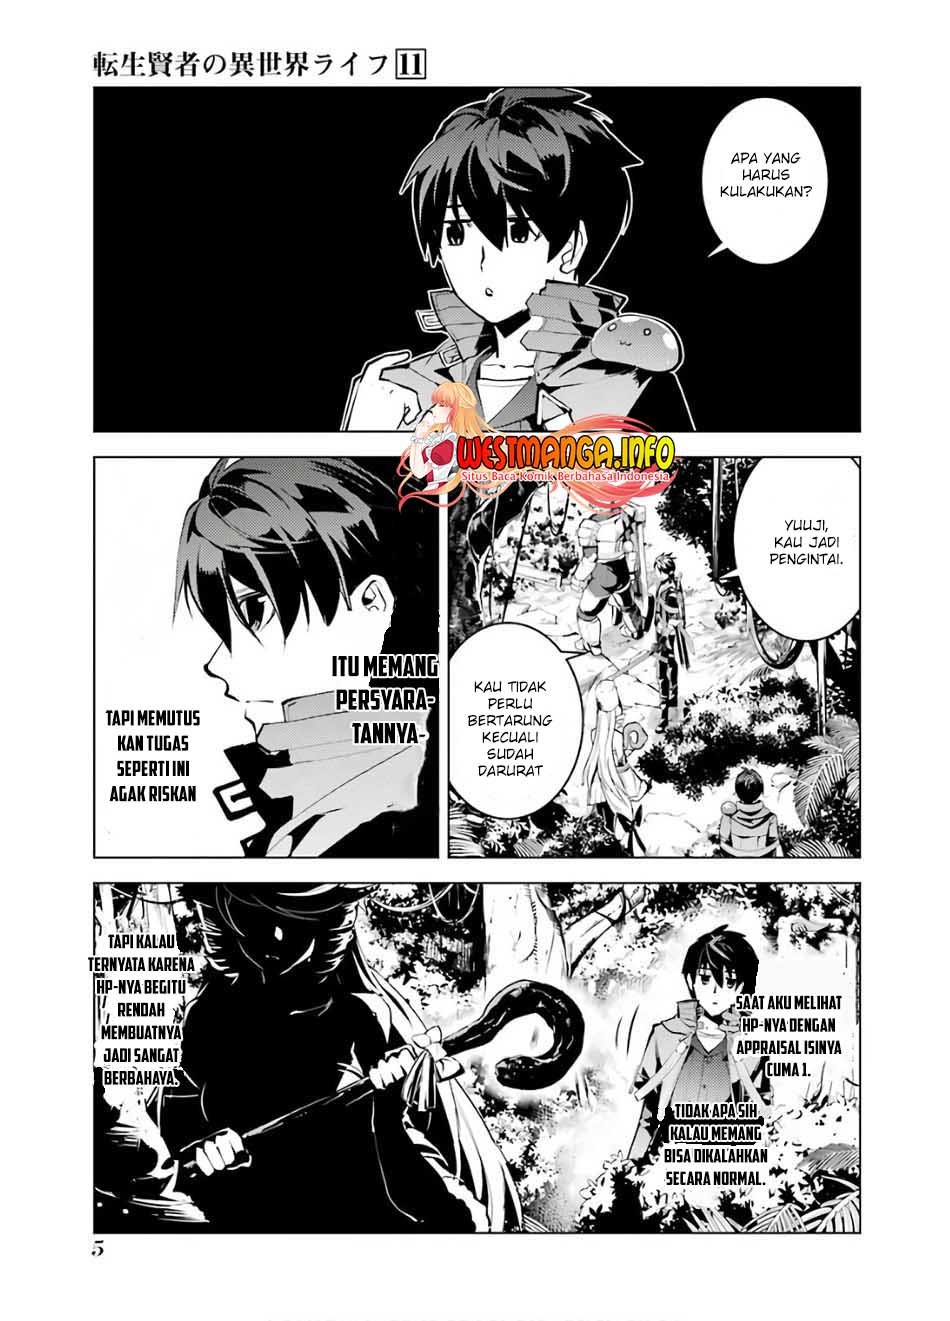 転生賢者の異世界ライフ11
APA YANG
HARUS
KULAKUKAN?
WESTMANGA.INFO
Situs Baca Komik Berbahasa Indonesia
YUUJI,
KAU JADI
PENGINTAI.
KAU TIDAK
PERLU
BERTARUNG
KECUALI
SUDAH
DARURAT
ITU MEMANG
PERSYARA-
TANNYA-
TAPI MEMUTUS
KAN TUGAS
SEPERTI INI
AGAK RISKAN
SAAT AKU MELIHAT
HP-NYA DENGAN
APPRAISAL ISINYA
CUMA 1.
TIDAK APA SIH
KALAU MEMANG
BISA DIKALAHKAN
SECARA NORMAL.
TAPI KALAU
TERNYATA KARENA
HP-NYA BEGITU
RENDAH
MEMBUATNYA
JADI SANGAT
BERBAHAYA.
5